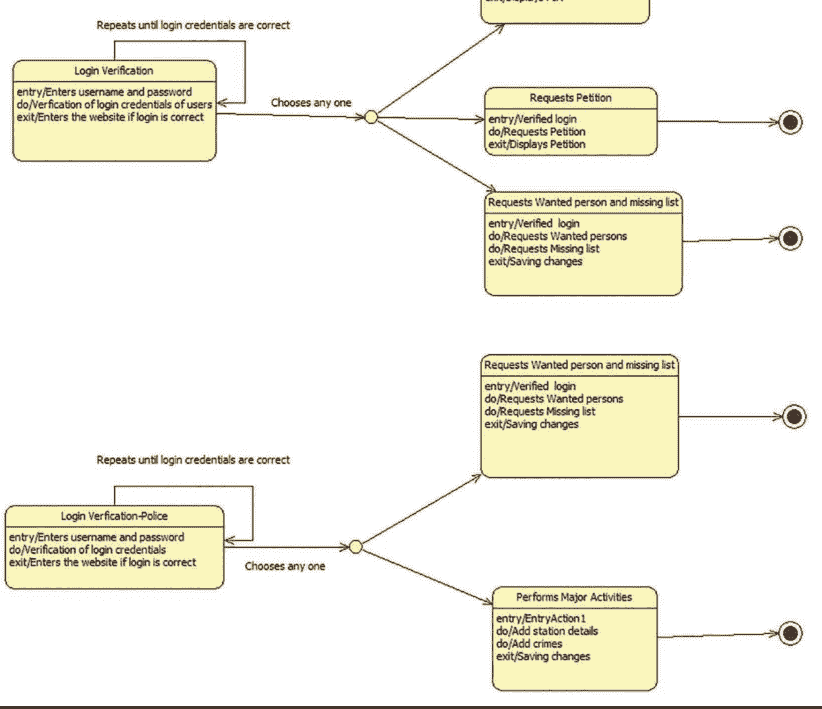 Repeats until login credentials are correct
Login Verification
entry/Enters username and password
do/Verfication of login credentials of users
exit/Enters the website if login is correct
Chooses any one
Requests Petition
entry/Verified login
do/Requests Petition
exit/Displays Petition
Requests Wanted person and missing list
entry/Verified login
do/Requests Wanted persons
do/Requests Missing list
exit/Saving changes
Requests Wanted person and missing list
entry/Verified login
do/Requests Wanted persons
do/Requests Missing list
exit/Saving changes
Repeats until login credentials are correct
Login Verfication-Police
entry/Enters username and password
do/Verification of login credentials
exit/Enters the website if login is correct
Chooses any one
Performs Major Activities
entry/EntryAction1
do/Add station details
do/Add crimes
exit/Saving changes